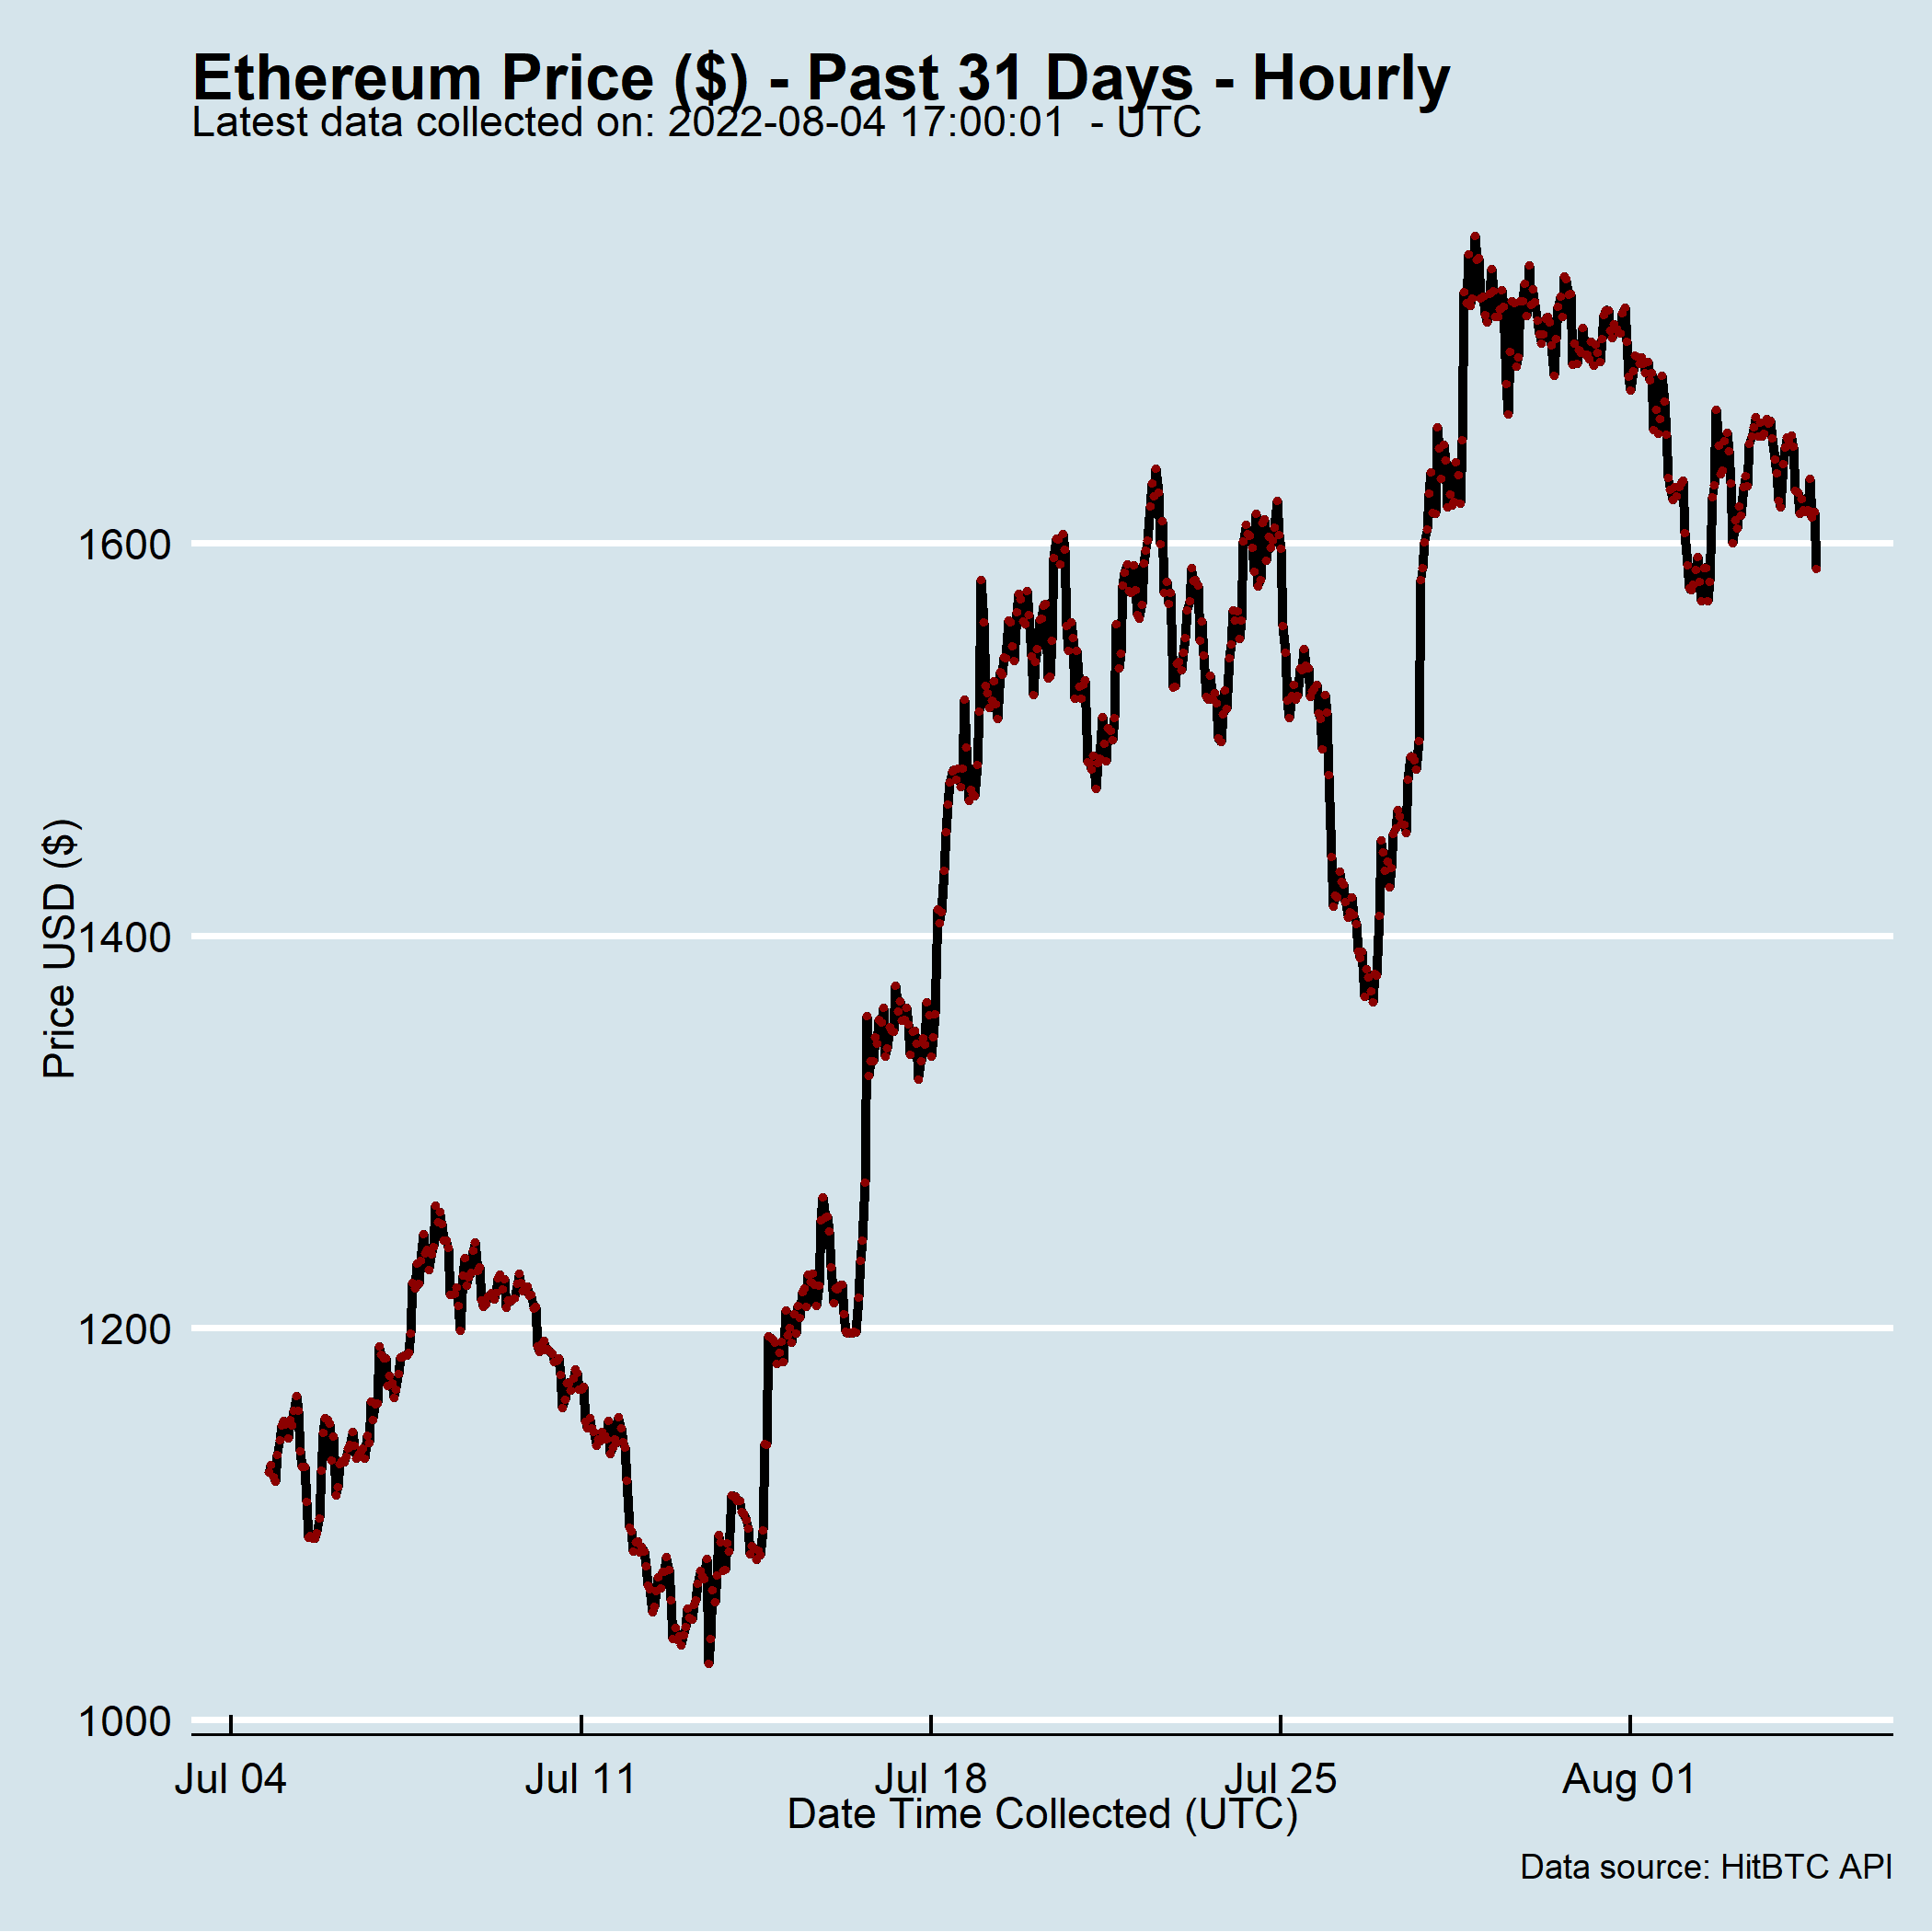 Ethereum Price ($) - Past 31 Days - Hourly
Latest data collected on: 2022-08-04 17:00:01  - UTC
Price USD ($)
1600
1400
1200
1000
Jul 04 Jul 11 Jul 18 Jul 25 Aug 01
Date Time Collected (UTC)
Data source: HitBTC API